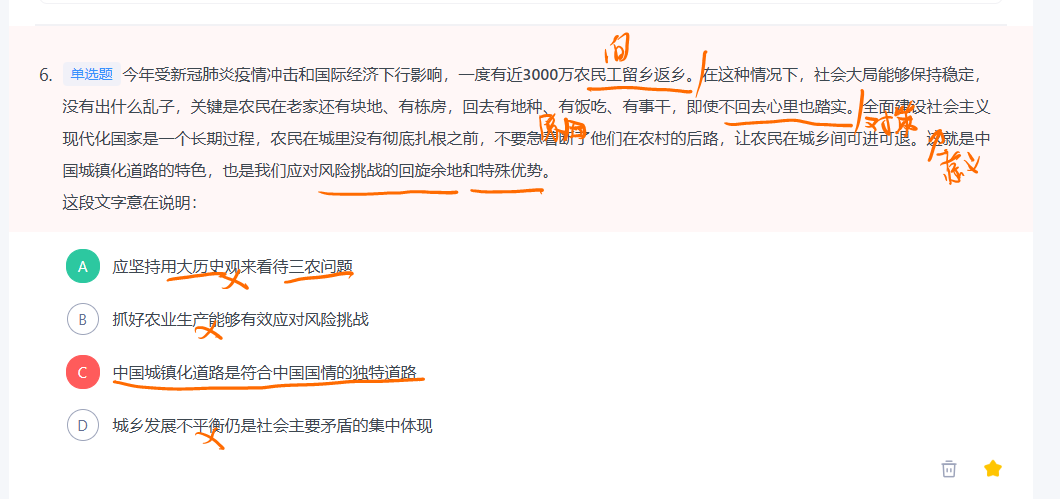 间
6. 单选题 今年受新冠肺炎疫情冲击和国际经济下行影响，一度有近3000万农民工留乡返乡。在这种情况下，社会大局能够保持稳定，
没有出什么乱子，关键是农民在老家还有块地、有栋房，回去有地种、有饭吃、有事干，即使不回去心里也踏实。全面建设社会主义
对策
现代化国家是一个长期过程，农民在城里没有彻底扎根之前，不要急着断了他们在农村的后路，让农民在城乡间可进可退。这就是中
意义
国城镇化道路的特色，也是我们应对风险挑战的回旋余地和特殊优势。
这段文字意在说明：
A 应坚持用大历史观来看待三农问题
B 抓好农业生产能够有效应对风险挑战
C 中国城镇化道路是符合中国国情的独特道路
D 城乡发展不平衡仍是社会主要矛盾的集中体现